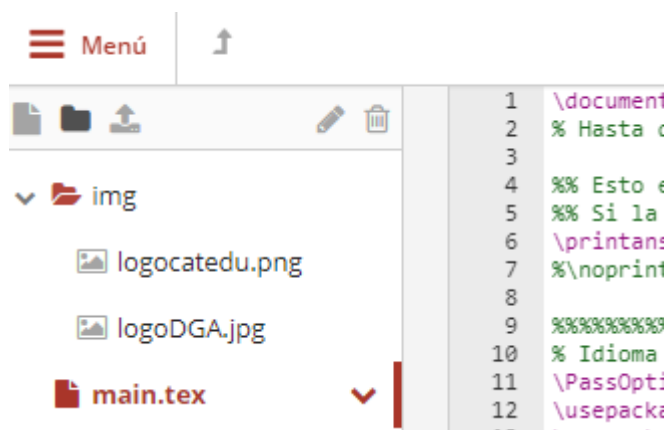 Menú
img
logocatedu.png
logoDGA.jpg
main.tex
1 \document
2 % Hasta
3
4 %% Esto
5 %% Si la
6 \printans
7 %\noprint
8
9 %%%%%%%%%
10 % Idioma
11 \PassOpti
12 \usepacka